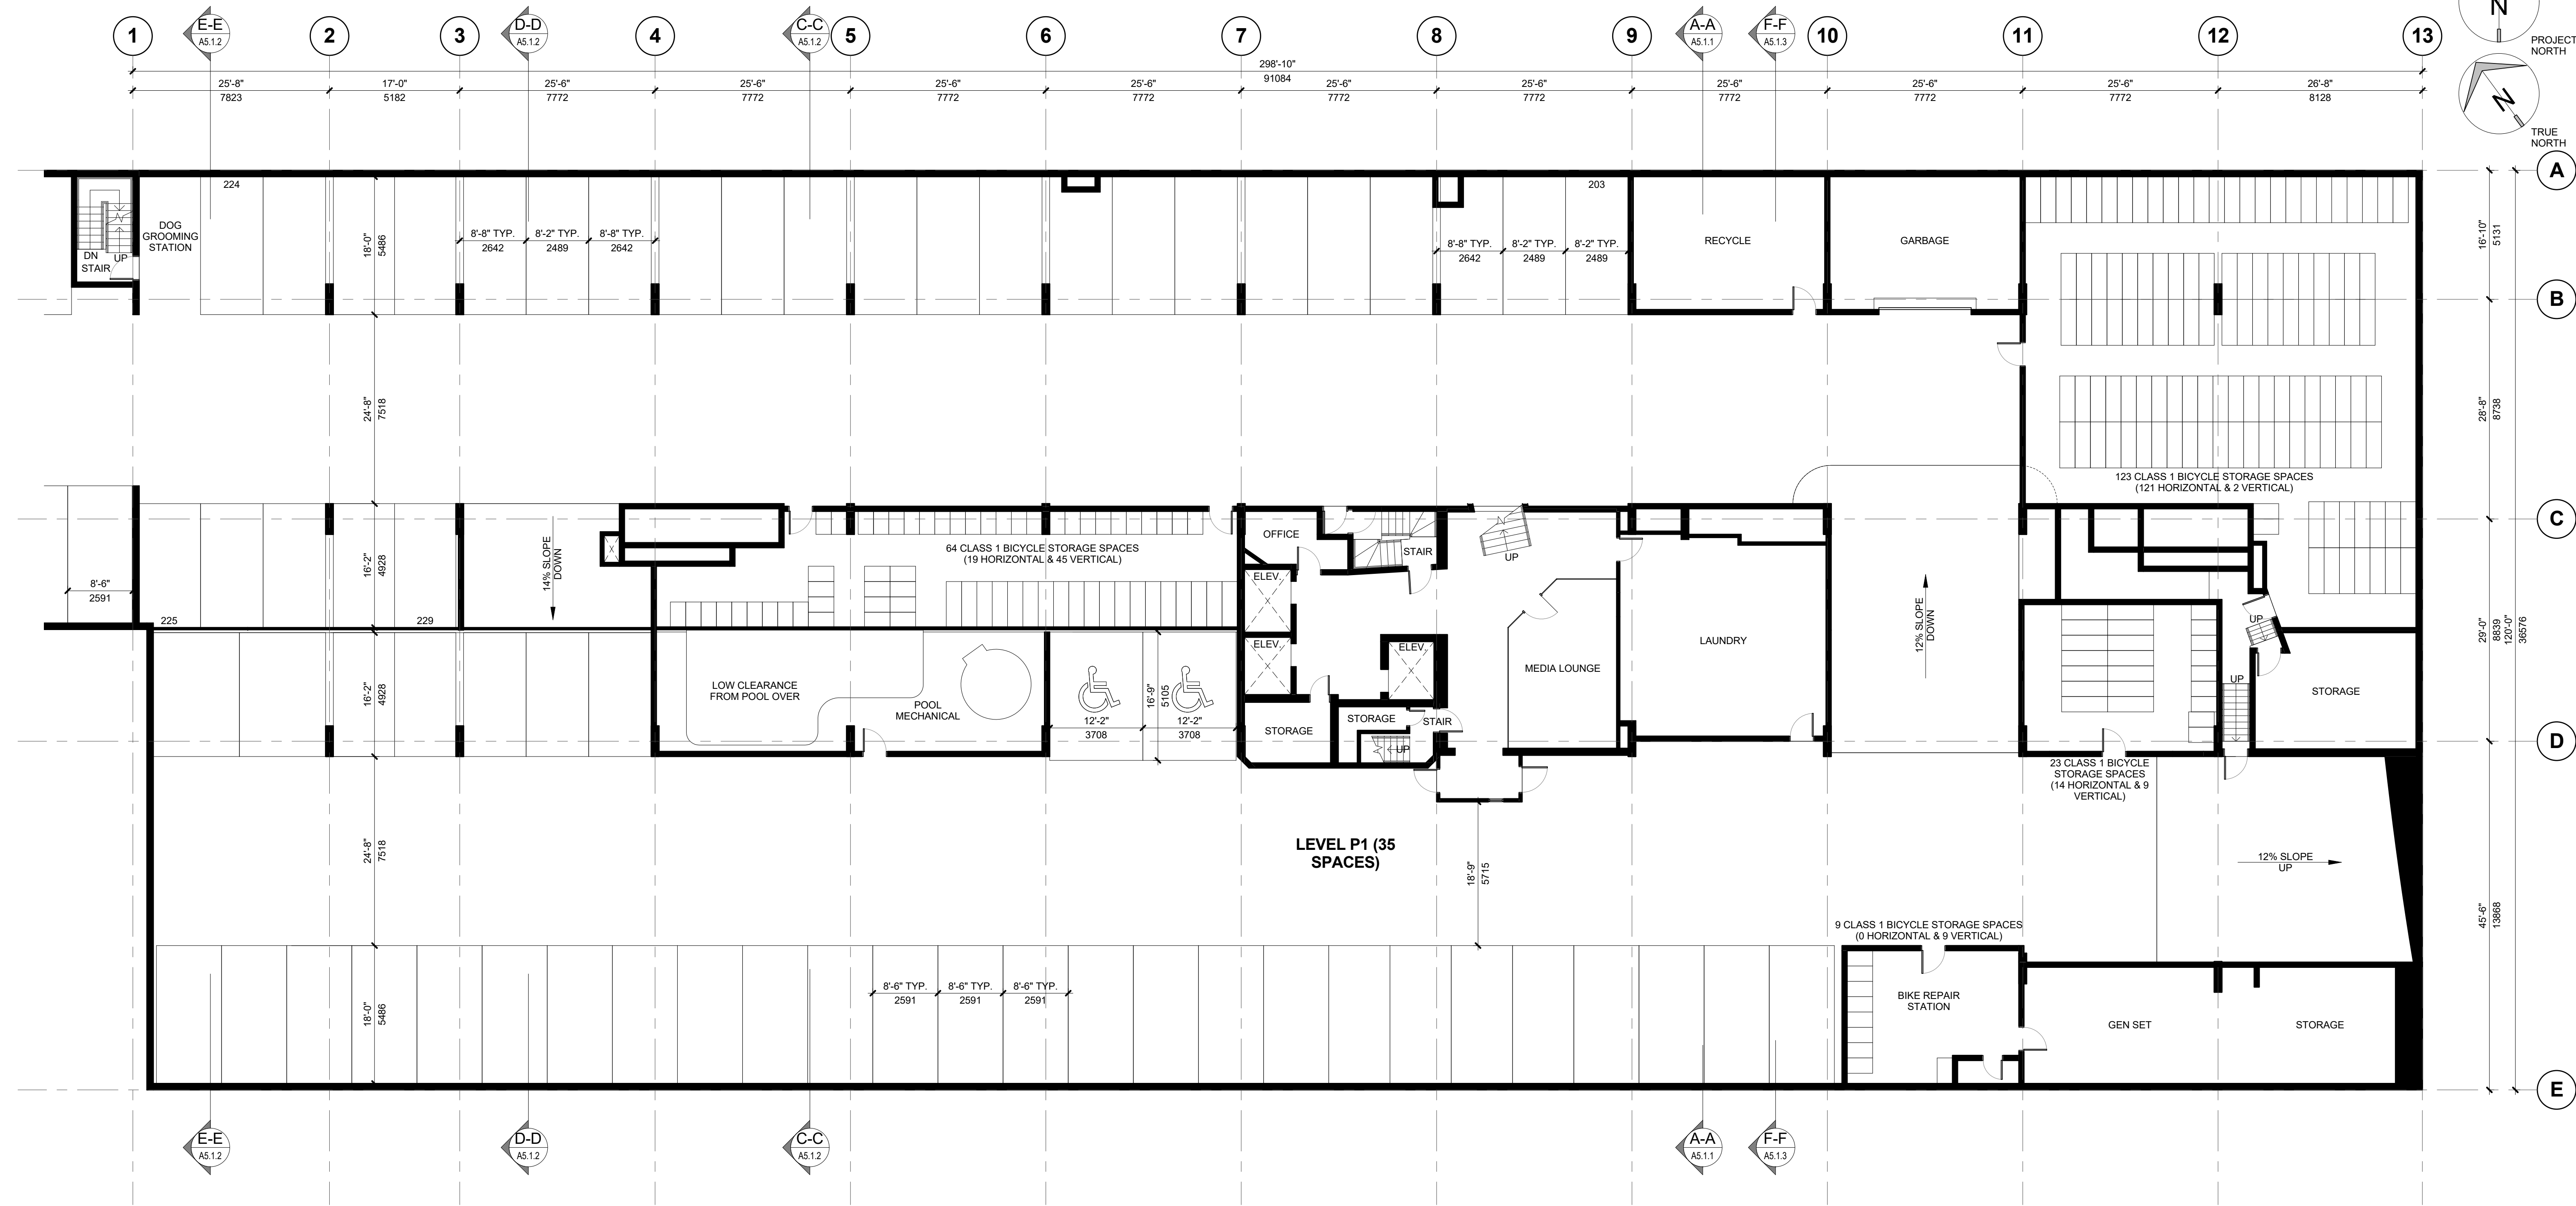 N
PROJECT
NORTH
N
TRUE
NORTH
1
E-E
A5.1.2
2
3
D-D
A5.1.2
4
C-C
A5.1.2
5
6
7
8
9
A-A
A5.1.1
F-F
A5.1.3
10
11
12
13
298'-10"
91084
25'-8"
7823
17'-0"
5182
25'-6"
7772
25'-6"
7772
25'-6"
7772
25'-6"
7772
25'-6"
7772
25'-6"
7772
25'-6"
7772
25'-6"
7772
25'-6"
7772
26'-8"
8128
A
B
C
D
E
16'-10"
5131
28'-8"
8738
29'-0"
8839
120'-0"
36576
45'-6"
13868
224
203
DOG
GROOMING
STATION
DN
UP
STAIR
18'-0"
5486
8'-8" TYP.
2642
8'-2" TYP.
2489
8'-8" TYP.
2642
8'-8" TYP.
2642
8'-2" TYP.
2489
8'-2" TYP.
2489
RECYCLE
GARBAGE
24'-8"
7518
123 CLASS 1 BICYCLE STORAGE SPACES
(121 HORIZONTAL & 2 VERTICAL)
8'-6"
2591
225
229
16'-2"
4928
14% SLOPE
DOWN
64 CLASS 1 BICYCLE STORAGE SPACES
(19 HORIZONTAL & 45 VERTICAL)
OFFICE
STAIR
UP
ELEV.
ELEV.
ELEV.
MEDIA LOUNGE
LAUNDRY
12% SLOPE
DOWN
UP
UP
STORAGE
16'-2"
4928
LOW CLEARANCE
FROM POOL OVER
POOL
MECHANICAL
16'-9"
5105
12'-2"
3708
12'-2"
3708
STORAGE
STORAGE
STAIR
UP
23 CLASS 1 BICYCLE
STORAGE SPACES
(14 HORIZONTAL & 9
VERTICAL)
24'-8"
7518
LEVEL P1 (35
SPACES)
18'-9"
5715
12% SLOPE
UP
9 CLASS 1 BICYCLE STORAGE SPACES
(0 HORIZONTAL & 9 VERTICAL)
18'-0"
5486
8'-6" TYP.
2591
8'-6" TYP.
2591
8'-6" TYP.
2591
BIKE REPAIR
STATION
GEN SET
STORAGE
E-E
A5.1.2
D-D
A5.1.2
C-C
A5.1.2
A-A
A5.1.1
F-F
A5.1.3